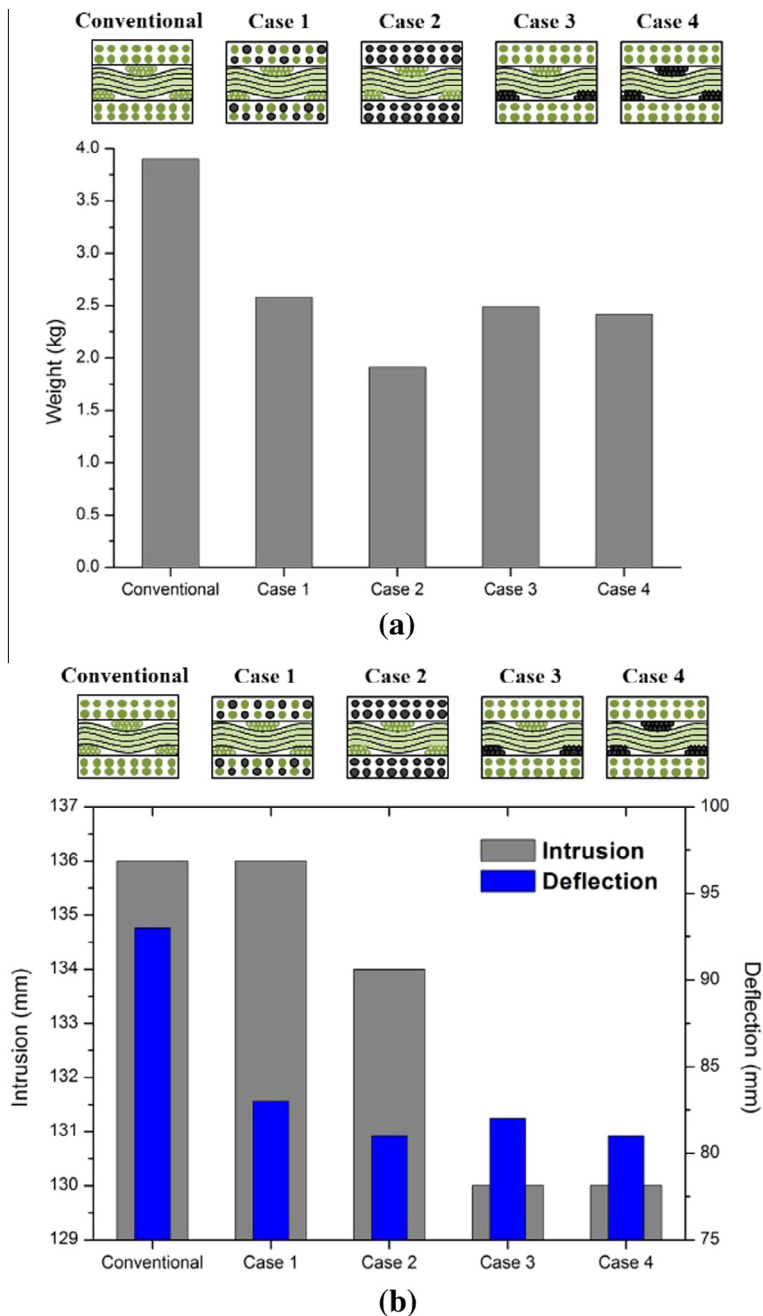 Conventional Case 1 Case 2 Case 3 Case 4
4.0
3.5
3.0
2.5
2.0
1.5
1.0
0.5
0.0
Weight (kg)
Conventional Case 1 Case 2 Case 3 Case 4
(a)
Conventional Case 1 Case 2 Case 3 Case 4
137
136
135
134
133
132
131
130
129
Intrusion (mm)
Intrusion
Deflection
100
95
90
85
80
75
Deflection (mm)
Conventional Case 1 Case 2 Case 3 Case 4
(b)